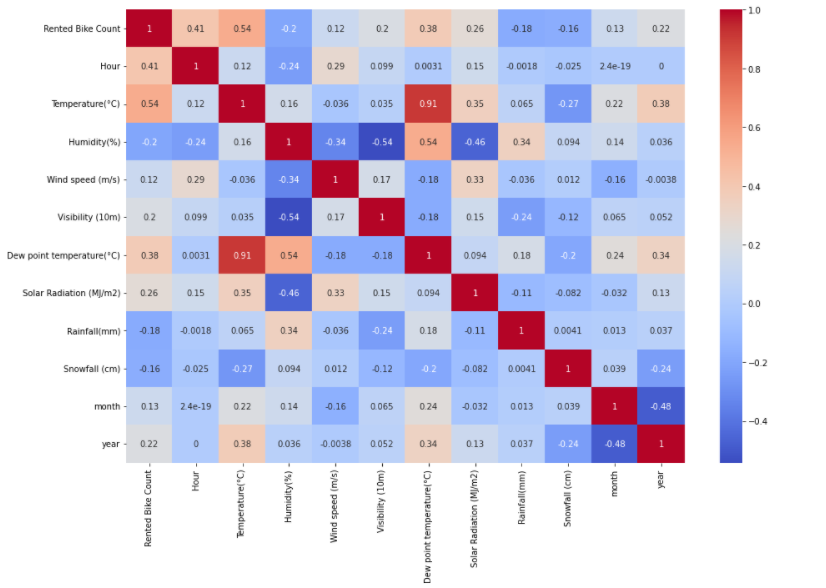 Rented Bike Count 1 0.41 0.54 -0.2 0.12 0.2 0.38 0.26 -0.18 -0.16 0.13 0.22
Hour 0.41 1 0.12 -0.24 0.29 0.099 0.0031 0.15 -0.0018 -0.025 2.4e-19 0
Temperature(°C) 0.54 0.12 1 0.16 -0.036 0.035 0.91 0.35 0.065 -0.27 0.22 0.38
Humidity(%) -0.2 -0.24 0.16 1 -0.34 -0.54 0.54 -0.46 0.34 0.094 0.14 0.036
Wind speed (m/s) 0.12 0.29 -0.036 -0.34 1 0.17 -0.18 0.33 -0.036 0.012 -0.16 -0.0038
Visibility (10m) 0.2 0.099 0.035 -0.54 0.17 1 -0.18 0.15 -0.24 -0.12 0.065 0.052
Dew point temperature(°C) 0.38 0.0031 0.91 0.54 -0.18 -0.18 1 0.094 0.18 -0.2 0.24 0.34
Solar Radiation (MJ/m2) 0.26 0.15 0.35 -0.46 0.33 0.15 0.094 1 -0.11 -0.082 -0.032 0.13
Rainfall(mm) -0.18 -0.0018 0.065 0.34 -0.036 -0.24 0.18 -0.11 1 0.0041 0.013 0.037
Snowfall (cm) -0.16 -0.025 -0.27 0.094 0.012 -0.12 -0.2 -0.082 0.0041 1 0.039 -0.24
month 0.13 2.4e-19 0.22 0.14 -0.16 0.065 0.24 -0.032 0.013 0.039 1 -0.48
year 0.22 0 0.38 0.036 -0.0038 0.052 0.34 0.13 0.037 -0.24 -0.48 1
Rented Bike Count
Hour
Temperature(°C)
Humidity(%)
Wind speed (m/s)
Visibility (10m)
Dew point temperature(°C)
Solar Radiation (MJ/m2)
Rainfall(mm)
Snowfall (cm)
month
year
1.0
0.8
0.6
0.4
0.2
0.0
−0.2
−0.4